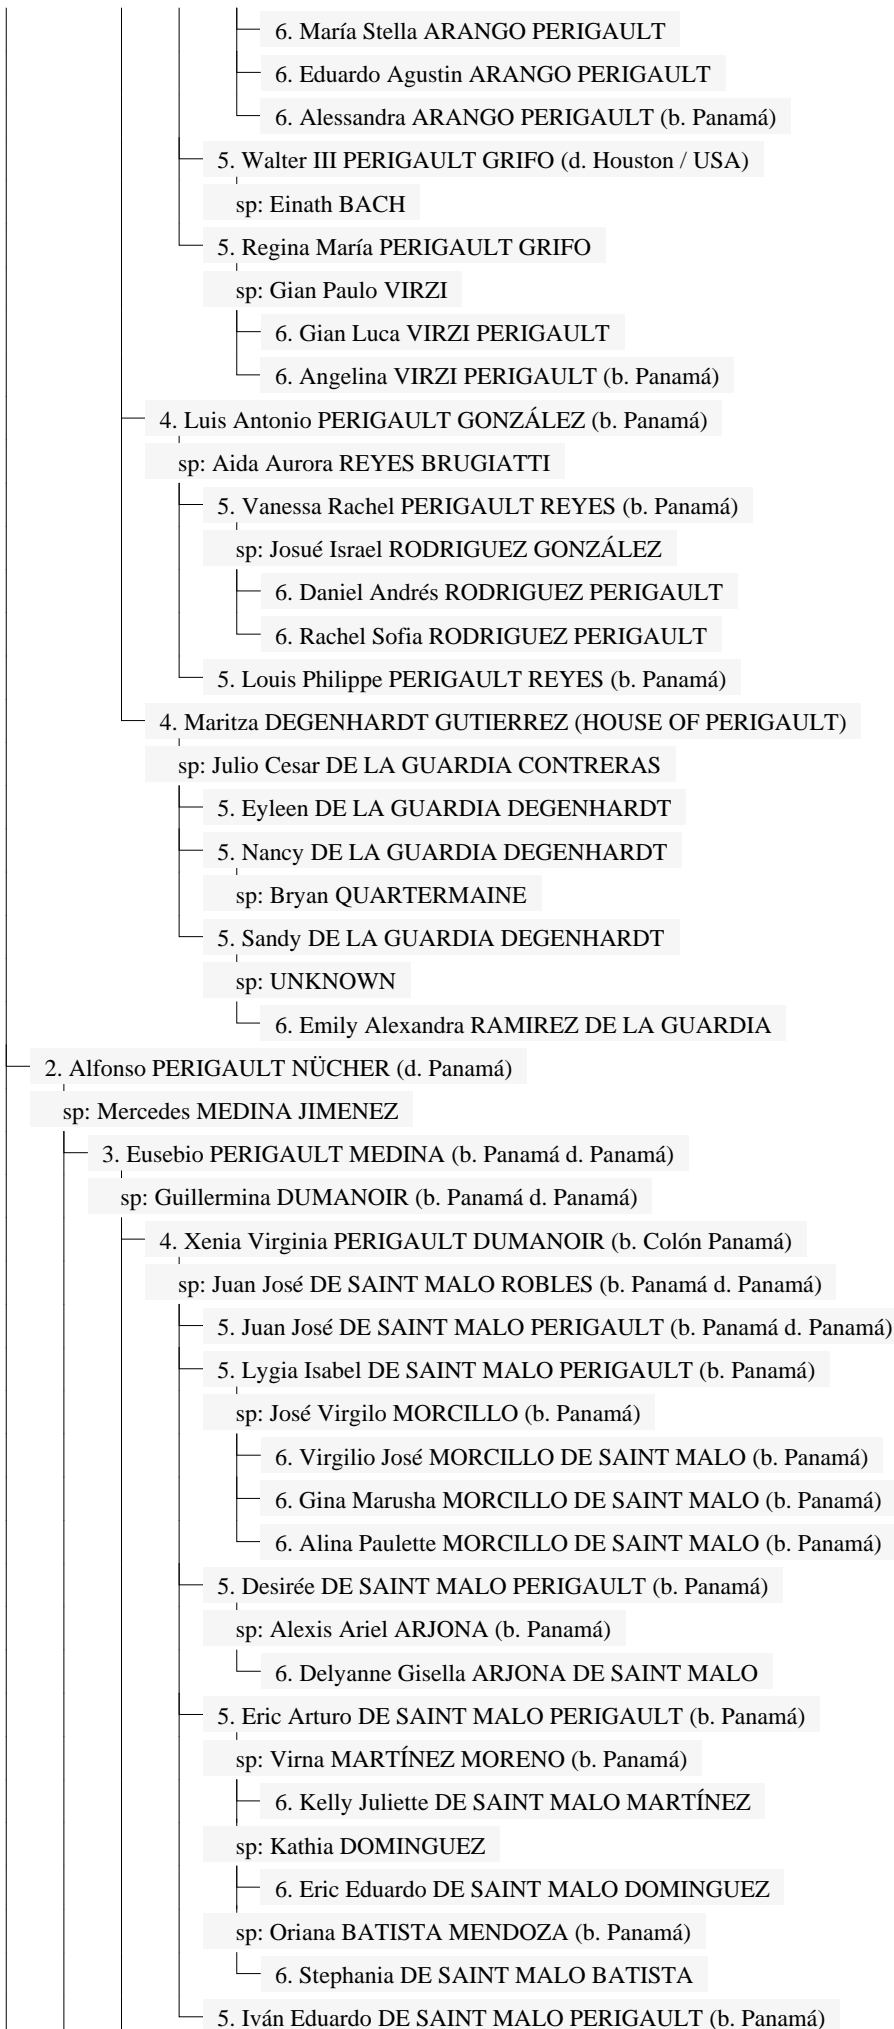 6. María Stella ARANGO PERIGAULT
6. Eduardo Agustin ARANGO PERIGAULT
6. Alessandra ARANGO PERIGAULT (b. Panamá)
5. Walter III PERIGAULT GRIFO (d. Houston / USA)
sp: Einath BACH
5. Regina María PERIGAULT GRIFO
sp: Gian Paulo VIRZI
6. Gian Luca VIRZI PERIGAULT
6. Angelina VIRZI PERIGAULT (b. Panamá)
4. Luis Antonio PERIGAULT GONZÁLEZ (b. Panamá)
sp: Aida Aurora REYES BRUGIATTI
5. Vanessa Rachel PERIGAULT REYES (b. Panamá)
sp: Josué Israel RODRIGUEZ GONZÁLEZ
6. Daniel Andrés RODRIGUEZ PERIGAULT
6. Rachel Sofia RODRIGUEZ PERIGAULT
5. Louis Philippe PERIGAULT REYES (b. Panamá)
4. Maritza DEGENHARDT GUTIERREZ (HOUSE OF PERIGAULT)
sp: Julio Cesar DE LA GUARDIA CONTRERAS
5. Eyleen DE LA GUARDIA DEGENHARDT
5. Nancy DE LA GUARDIA DEGENHARDT
sp: Bryan QUARTERMAINE
5. Sandy DE LA GUARDIA DEGENHARDT
sp: UNKNOWN
6. Emily Alexandra RAMIREZ DE LA GUARDIA
2. Alfonso PERIGAULT NÜCHER (d. Panamá)
sp: Mercedes MEDINA JIMENEZ
3. Eusebio PERIGAULT MEDINA (b. Panamá d. Panamá)
sp: Guillermina DUMANOIR (b. Panamá d. Panamá)
4. Xenia Virginia PERIGAULT DUMANOIR (b. Colón Panamá)
sp: Juan José DE SAINT MALO ROBLES (b. Panamá d. Panamá)
5. Juan José DE SAINT MALO PERIGAULT (b. Panamá d. Panamá)
5. Lygia Isabel DE SAINT MALO PERIGAULT (b. Panamá)
sp: José Virgilo MORCILLO (b. Panamá)
6. Virgilio José MORCILLO DE SAINT MALO (b. Panamá)
6. Gina Marusha MORCILLO DE SAINT MALO (b. Panamá)
6. Alina Paulette MORCILLO DE SAINT MALO (b. Panamá)
5. Desirée DE SAINT MALO PERIGAULT (b. Panamá)
sp: Alexis Ariel ARJONA (b. Panamá)
6. Delyanne Gisella ARJONA DE SAINT MALO
5. Eric Arturo DE SAINT MALO PERIGAULT (b. Panamá)
sp: Virna MARTÍNEZ MORENO (b. Panamá)
6. Kelly Juliette DE SAINT MALO MARTÍNEZ
sp: Kathia DOMINGUEZ
6. Eric Eduardo DE SAINT MALO DOMINGUEZ
sp: Oriana BATISTA MENDOZA (b. Panamá)
6. Stephania DE SAINT MALO BATISTA
5. Iván Eduardo DE SAINT MALO PERIGAULT (b. Panamá)